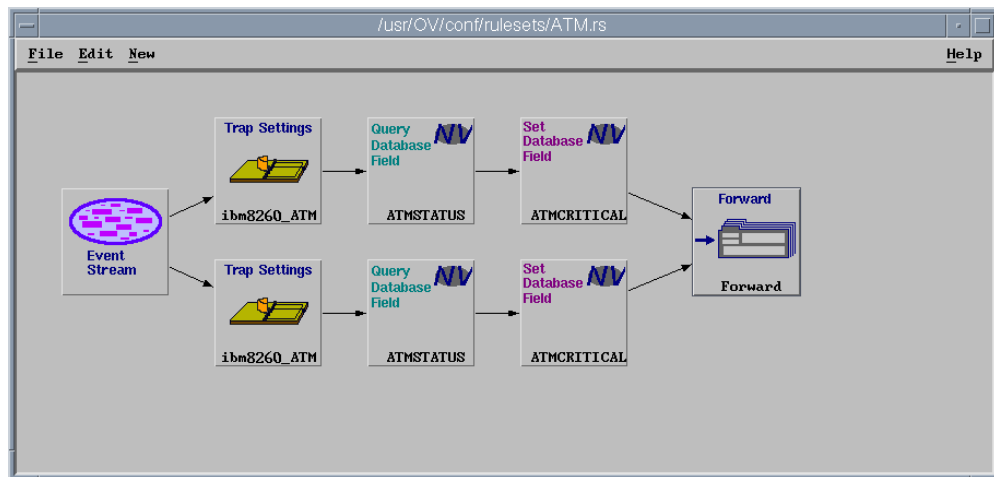 /usr/OV/conf/rulesets/ATM.rs
File Edit New Help
Trap Settings
ibm8260_ATM
Query
Database
Field
ATMSTATUS
Set
Database
Field
ATMCRITICAL
Event
Stream
Forward
Forward
Trap Settings
ibm8260_ATM
Query
Database
Field
ATMSTATUS
Set
Database
Field
ATMCRITICAL